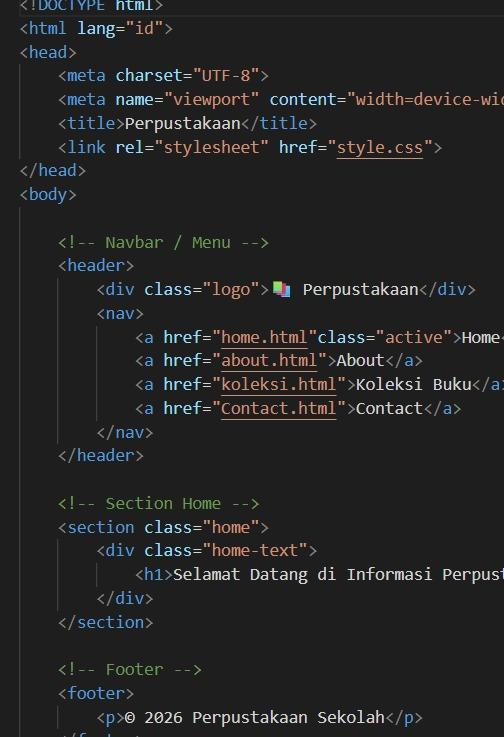 <!DOCTYPE html>
<html lang="id">
<head>
<meta charset="UTF-8">
<meta name="viewport" content="width=device-wid
<title>Perpustakaan</title>
<link rel="stylesheet" href="style.css">
</head>
<body>
<!-- Navbar / Menu -->
<header>
<div class="logo">📚 Perpustakaan</div>
<nav>
<a href="home.html"class="active">Home<
<a href="about.html">About</a>
<a href="koleksi.html">Koleksi Buku</a>
<a href="Contact.html">Contact</a>
</nav>
</header>
<!-- Section Home -->
<section class="home">
<div class="home-text">
<h1>Selamat Datang di Informasi Perpust
</div>
</section>
<!-- Footer -->
<footer>
<p>© 2026 Perpustakaan Sekolah</p>